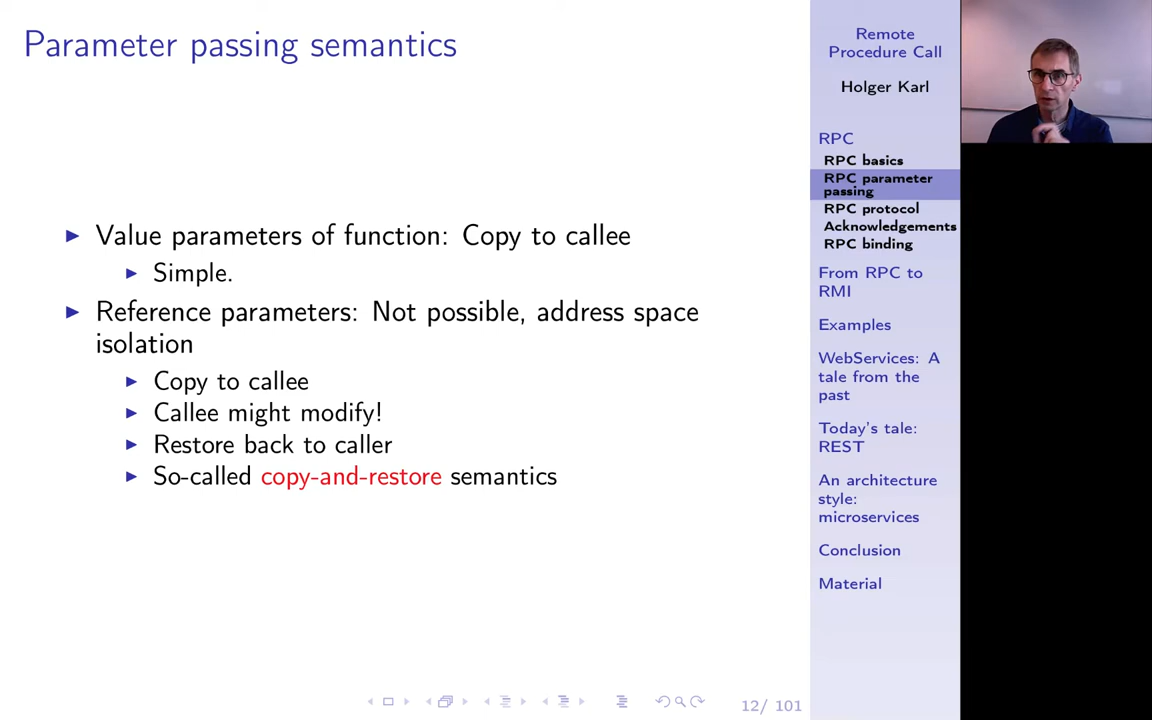 Parameter passing semantics
Value parameters of function: Copy to callee
Simple.
Reference parameters: Not possible, address space
isolation
Copy to callee
Callee might modify!
Restore back to caller
So-called copy-and-restore semantics
Remote
Procedure Call
Holger Karl
RPC
RPC basics
RPC parameter
passing
RPC protocol
Acknowledgements
RPC binding
From RPC to
RMI
Examples
WebServices: A
tale from the
past
Today's tale:
REST
An architecture
style:
microservices
Conclusion
Material
12/ 101